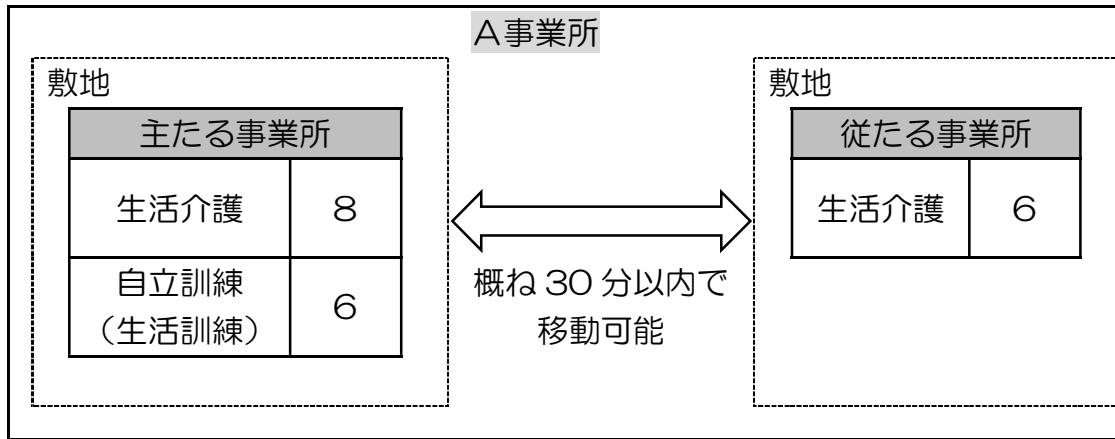 A事業所
敷地
主たる事業所
生活介護 8
自立訓練
（生活訓練） 6
概ね 30 分以内で
移動可能
敷地
従たる事業所
生活介護 6